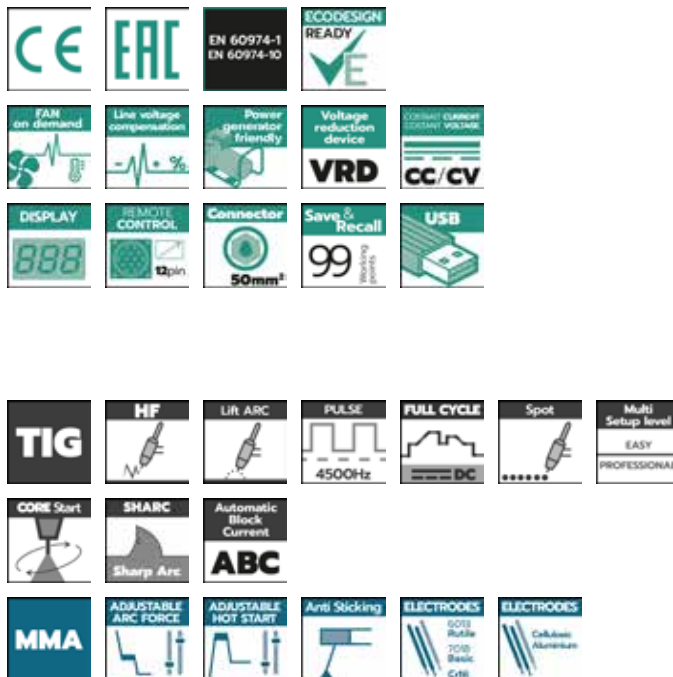 CE
EAC
EN 60974-1
EN 60974-10
ECODESIGN
READY
E
FAN
on demand
Line voltage
compensation
- + %
Power
generator
friendly
Voltage
reduction
device
VRD
COSTANT CURRENT
COSTANT VOLTAGE
CC/CV
DISPLAY
888
REMOTE
CONTROL
12pin
Connector
50mm²
Save &
Recall
99
Working
points
USB
TIG
HF
Lift ARC
PULSE
4500Hz
FULL CYCLE
DC
Spot
Multi
Setup level
EASY
PROFESSIONAL
CORE Start
SHARC
Sharp Arc
Automatic
Block
Current
ABC
MMA
ADJUSTABLE
ARC FORCE
ADJUSTABLE
HOT START
Anti Sticking
ELECTRODES
6013
Rutile
7018
Basic
CrNi
ELECTRODES
Cellulosic
Aluminium